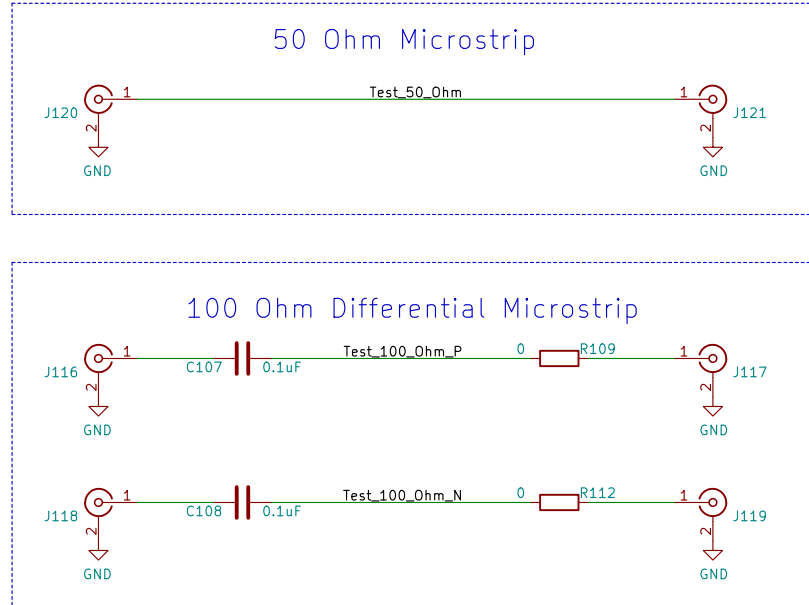 50 Ohm Microstrip
1 Test_50_Ohm 1
J120 J121
2 2
GND GND
100 Ohm Differential Microstrip
1 Test_100_Ohm_P 0 R109 1
J116 C107 0.1uF J117
2 2
GND GND
1 Test_100_Ohm_N 0 R112 1
J118 C108 0.1uF J119
2 2
GND GND